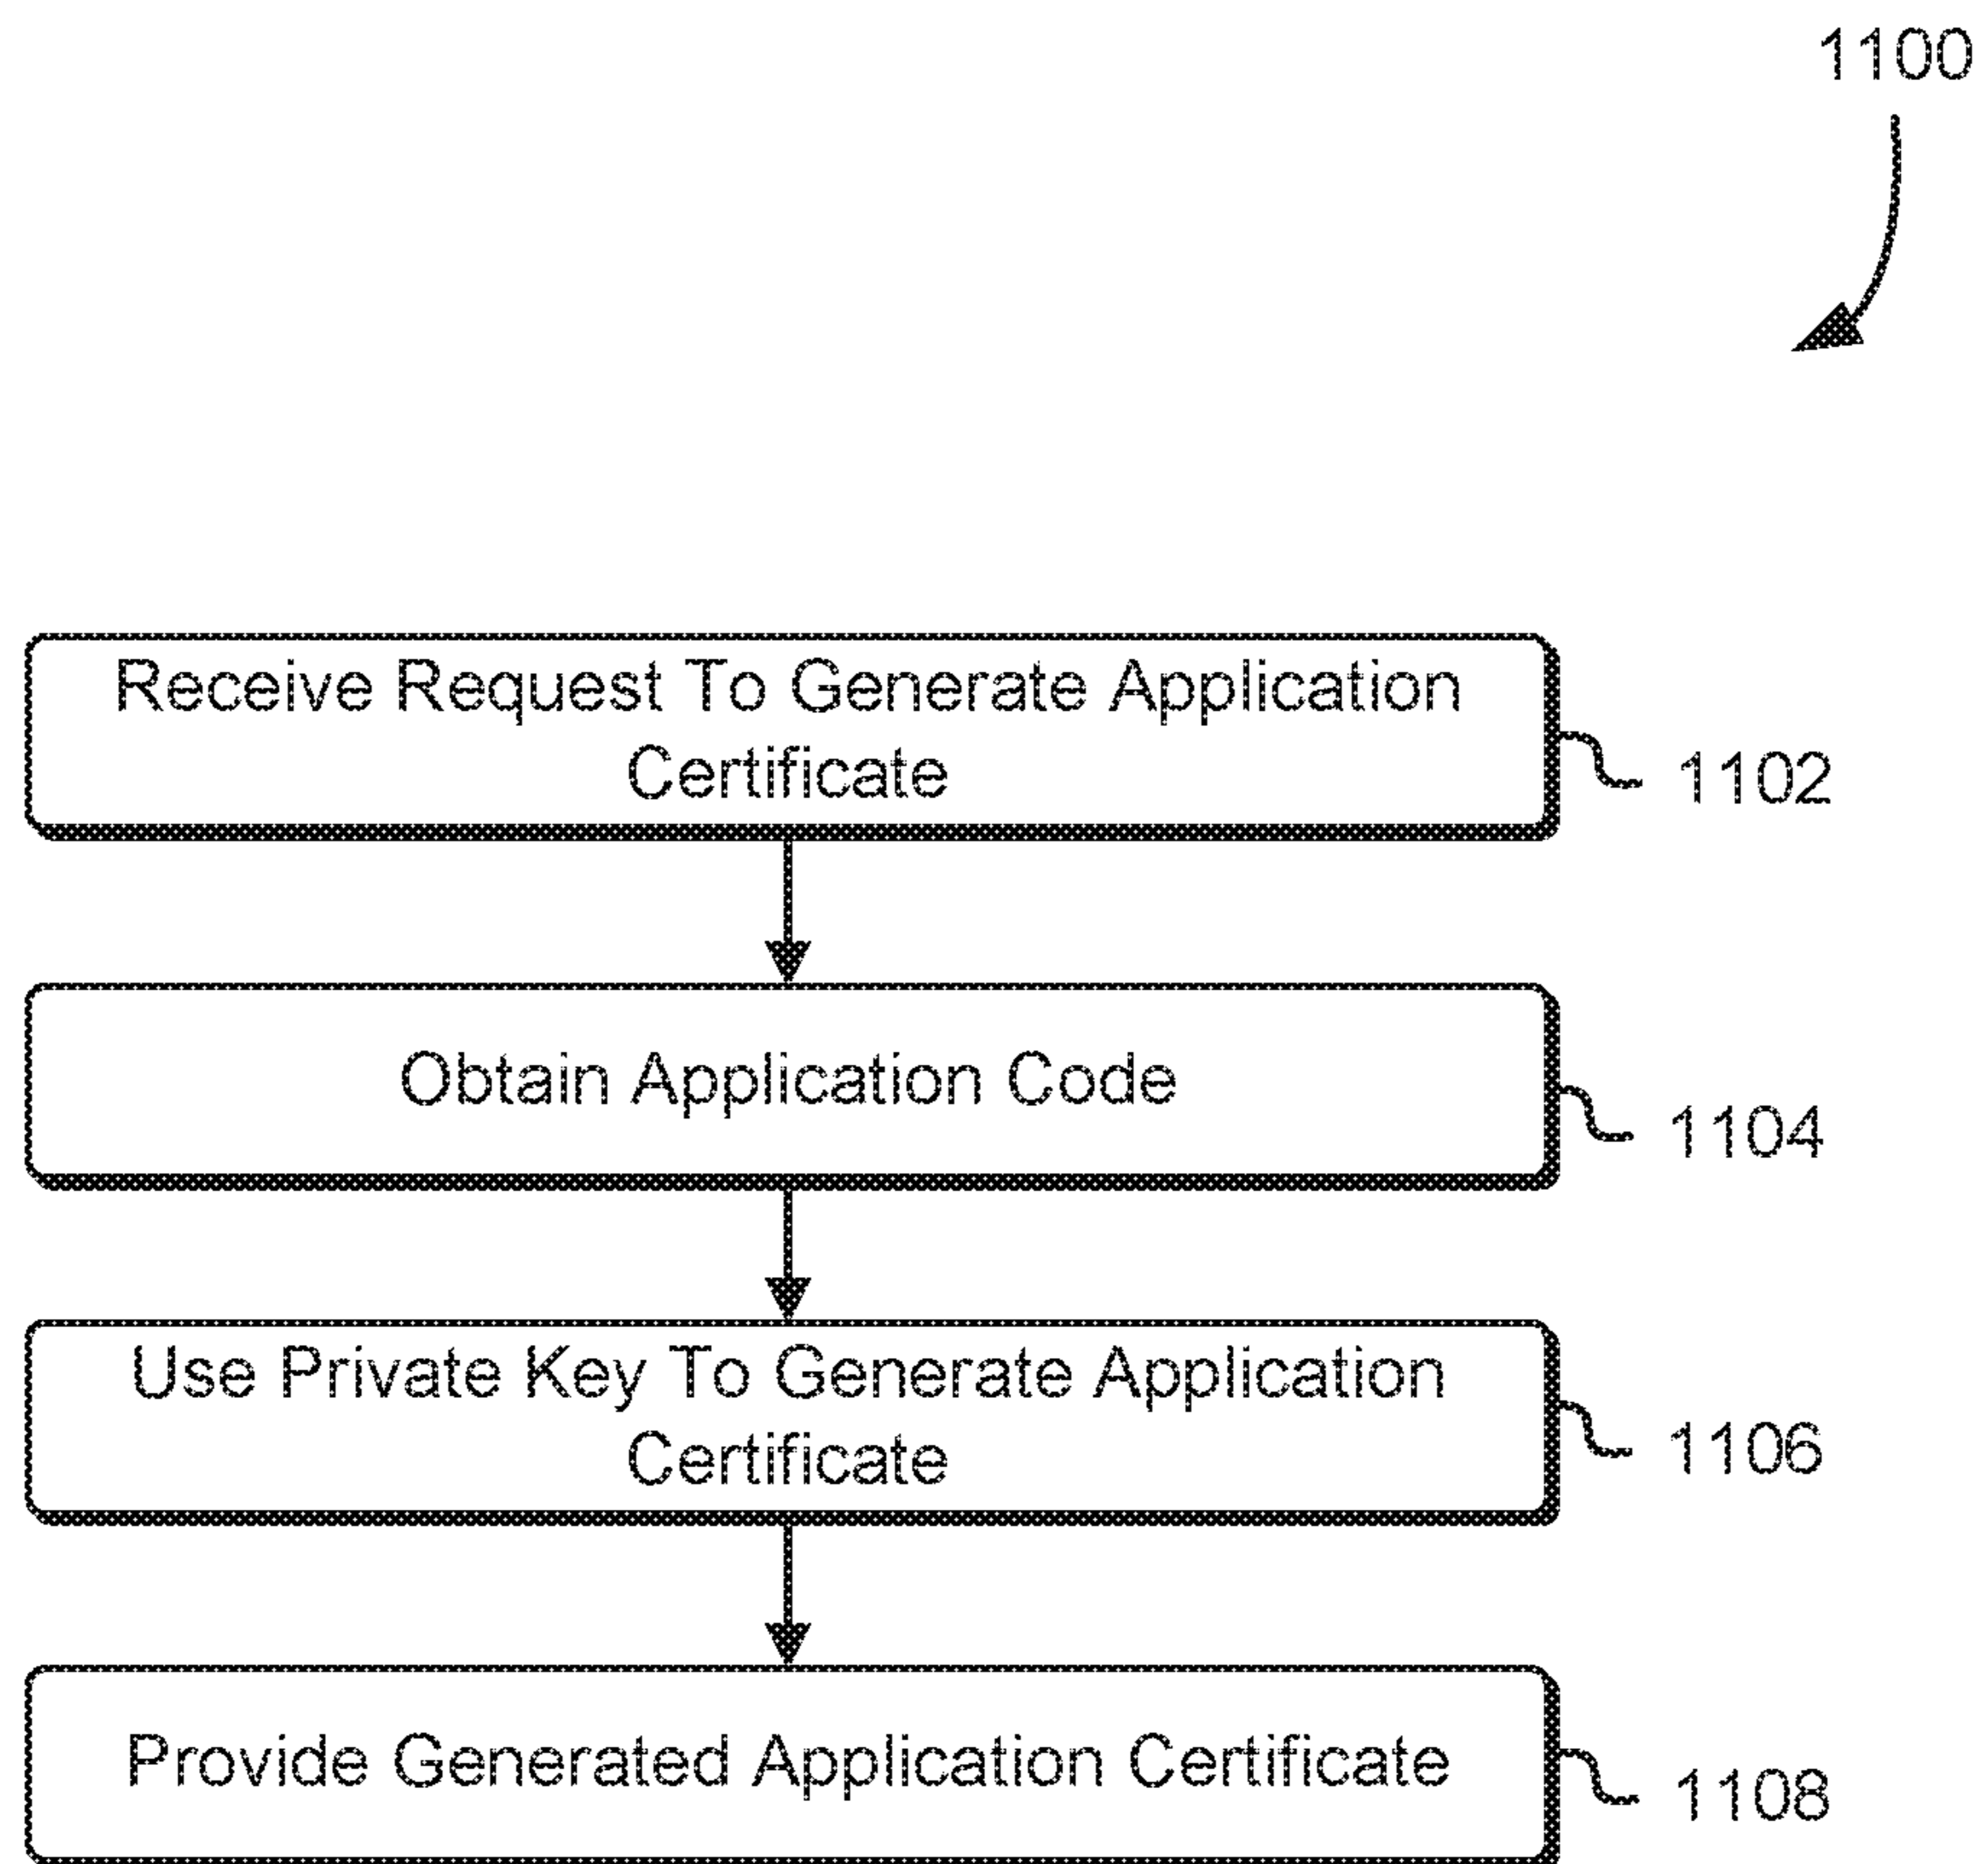 1100
Receive Request To Generate Application
Certificate
1102
Obtain Application Code
1104
Use Private Key To Generate Application
Certificate
1106
Provide Generated Application Certificate
1108